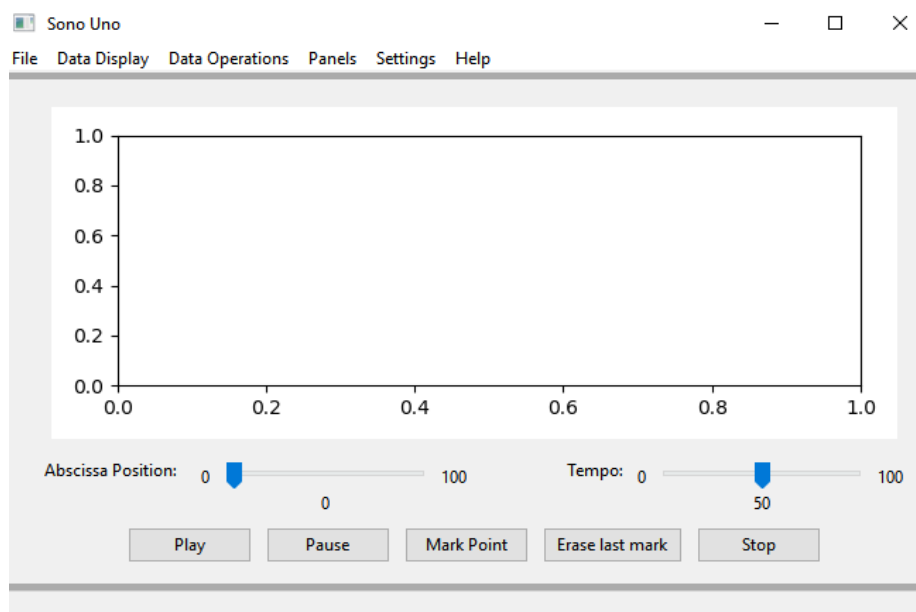 Sono Uno
File Data Display Data Operations Panels Settings Help
1.0
0.8
0.6
0.4
0.2
0.0
0.0 0.2 0.4 0.6 0.8 1.0
Abscissa Position: 0 100 Tempo: 0 100
0 50
Play Pause Mark Point Erase last mark Stop